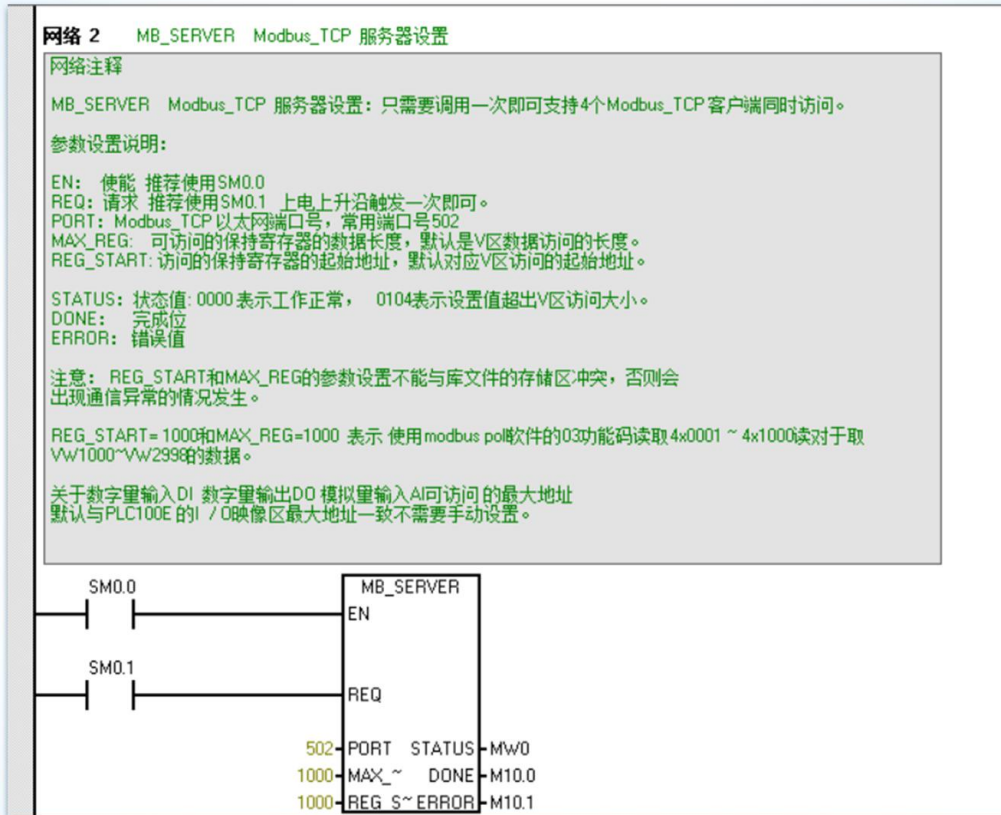 网络 2 MB_SERVER Modbus_TCP 服务器设置
网络注释
MB_SERVER Modbus_TCP 服务器设置：只需要调用一次即可支持4个Modbus_TCP客户端同时访问。
参数设置说明：
EN： 使能 推荐使用SM0.0
REQ：请求 推荐使用SM0.1 上电上升沿触发一次即可。
PORT：Modbus_TCP以太网端口号，常用端口号502
MAX_REG: 可访问的保持寄存器的数据长度，默认是V区数据访问的长度。
REG_START: 访问的保持寄存器的起始地址，默认对应V区访问的起始地址。
STATUS：状态值: 0000表示工作正常， 0104表示设置值超出V区访问大小。
DONE： 完成位
ERROR：错误值
注意：REG_START和MAX_REG的参数设置不能与库文件的存储区冲突，否则会
出现通信异常的情况发生。
REG_START= 1000和MAX_REG=1000 表示 使用modbus poll软件的03功能码读取4x0001 ~ 4x1000读对于取
VW1000~VW2998的数据。
关于数字量输入DI 数字量输出DO 模拟量输入AI可访问 的最大地址
默认与PLC100E 的I / O映像区最大地址一致不需要手动设置。
SM0.0 MB_SERVER
EN
SM0.1
REQ
502 PORT STATUS MW0
1000 MAX_~ DONE M10.0
1000 REG_S~ ERROR M10.1